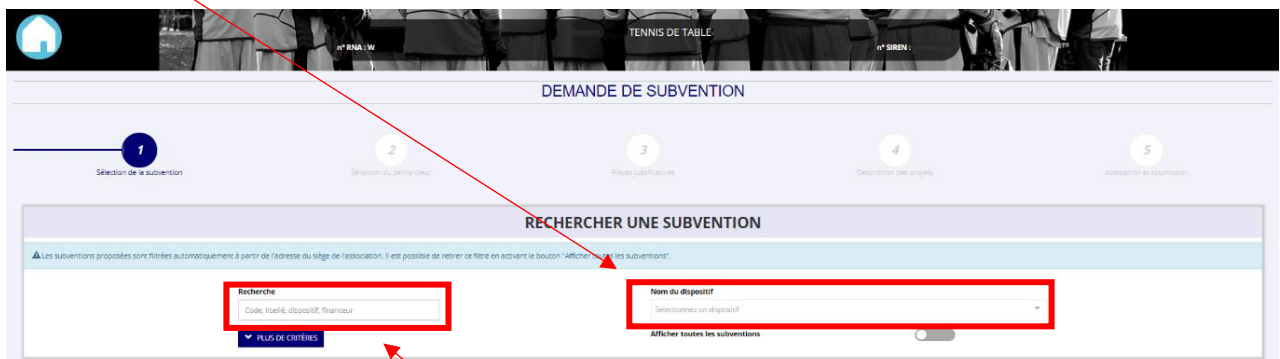 TENNIS DE TABLE
n° RNA : W
n° SIREN :
DEMANDE DE SUBVENTION
1
2
3
4
5
Sélection de la subvention
Sélection du demandeur
Pièces justificatives
Description des projets
Attestation et soumission
RECHERCHER UNE SUBVENTION
Les subventions proposées sont filtrées automatiquement à partir de l'adresse du siège de l'association. Il est possible de retirer ce filtre en activant le bouton "Afficher toutes les subventions".
Recherche
Code, libellé, dispositif, financeur
PLUS DE CRITÈRES
Nom du dispositif
Selectionnez un dispositif
Afficher toutes les subventions